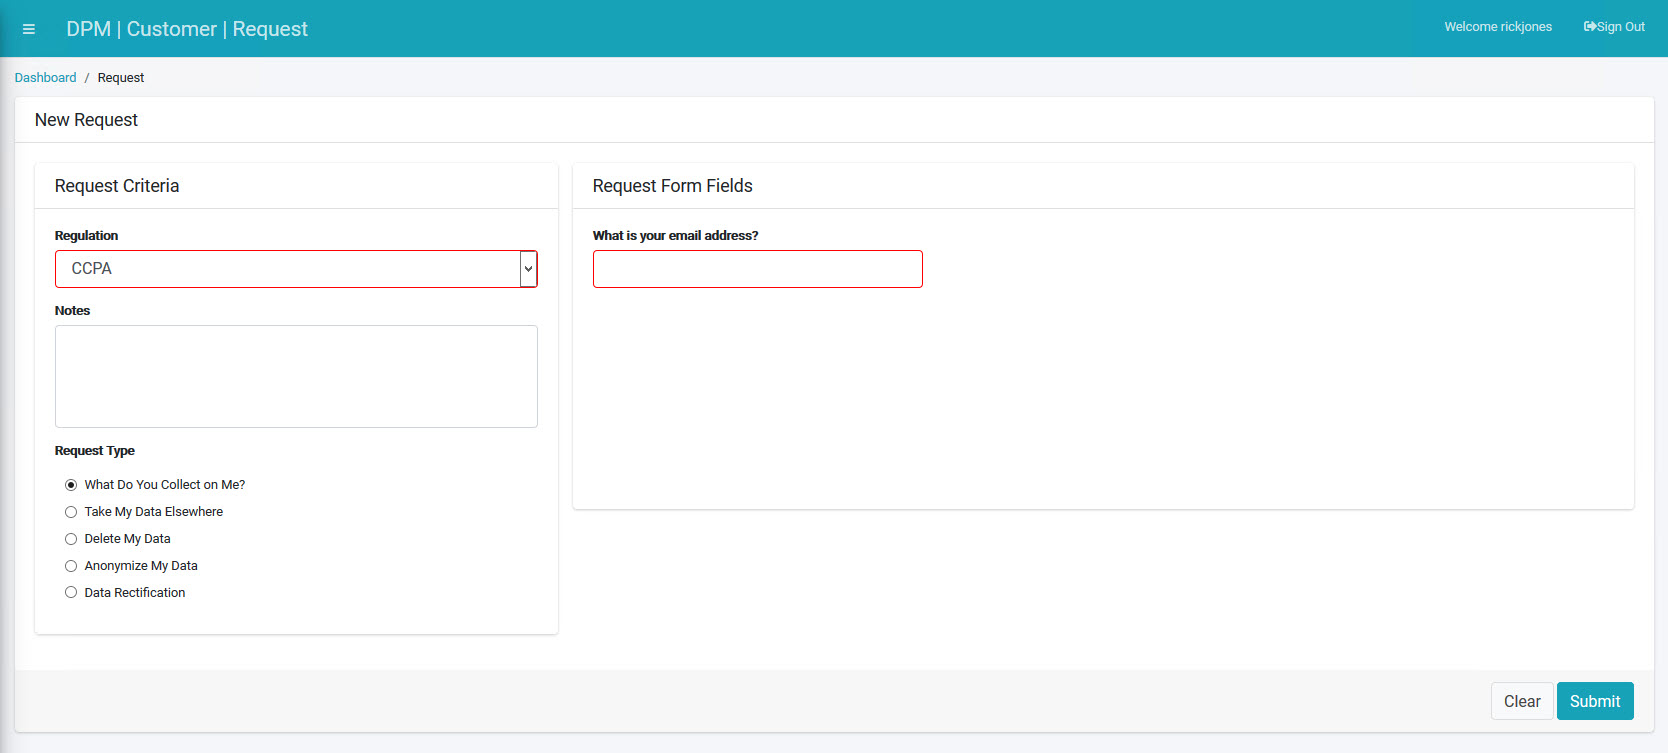 DPM | Customer | Request
Welcome rickjones
Sign Out
Dashboard / Request
New Request
Request Criteria
Regulation
CCPA
Notes
Request Type
What Do You Collect on Me?
Take My Data Elsewhere
Delete My Data
Anonymize My Data
Data Rectification
Request Form Fields
What is your email address?
Clear
Submit